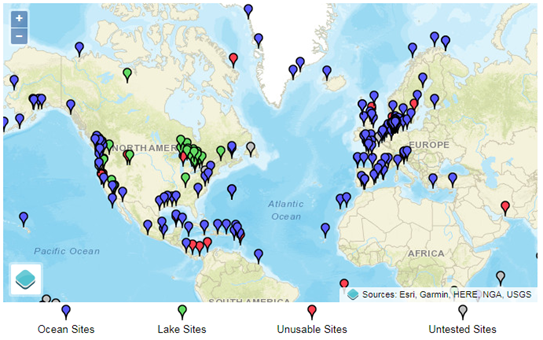 +
−
NORTH AMERICA
EUROPE
Atlantic
Ocean
Pacific Ocean
AFRICA
SOUTH AMERICA
Sources: Esri, Garmin, HERE, NGA, USGS
Ocean Sites
Lake Sites
Unusable Sites
Untested Sites